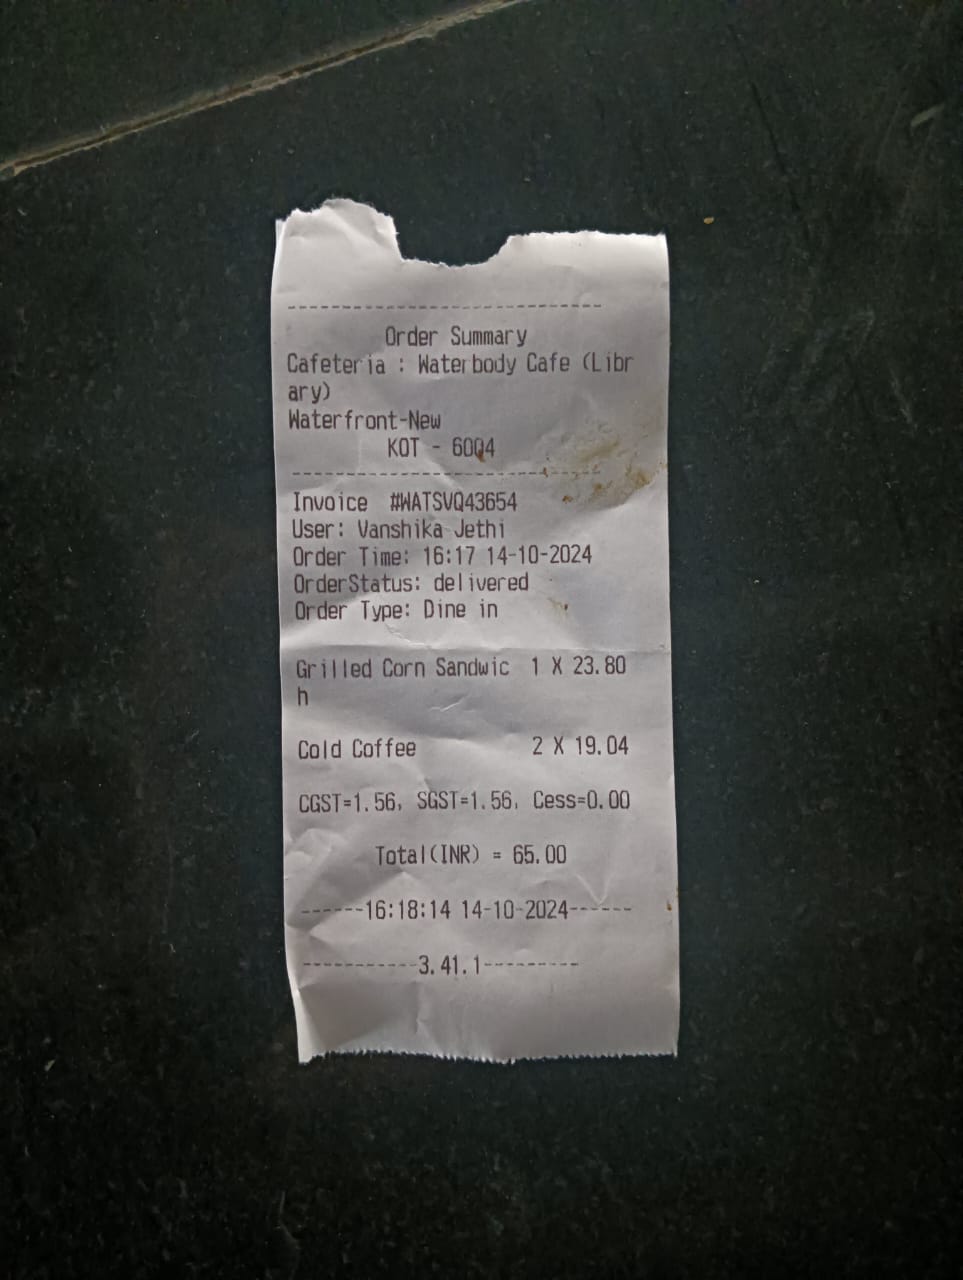 --------------------------------
Order Summary
Cafeteria : Waterbody Cafe (Libr
ary)
Waterfront-New
KOT - 6004
--------------------------------
Invoice #WATSVQ43654
User: Vanshika Jethi
Order Time: 16:17 14-10-2024
OrderStatus: delivered
Order Type: Dine in
Grilled Corn Sandwic 1 X 23.80
h
Cold Coffee 2 X 19.04
CGST=1.56, SGST=1.56, Cess=0.00
Total(INR) = 65.00
------16:18:14 14-10-2024------
-----------3.41.1---------